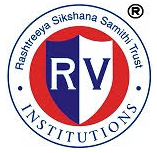 ®
Rashtreeya Sikshana Samithi Trust
RV
INSTITUTIONS